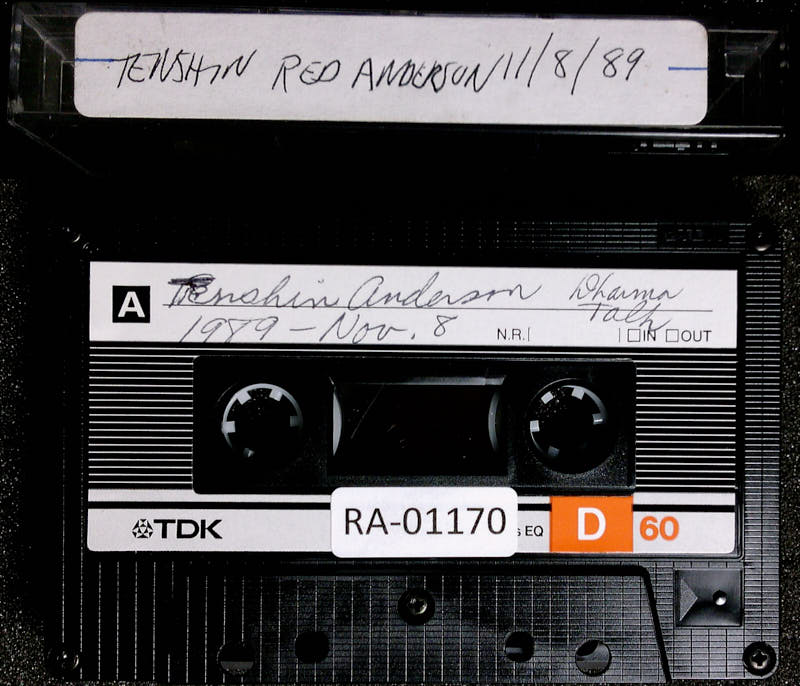 TENSHIN RED ANDERSON 11/8/89
A
Tenshin Anderson Dharma
Talk
1989 - Nov. 8
N.R. IN OUT
TDK
RA-01170
EQ
D 60